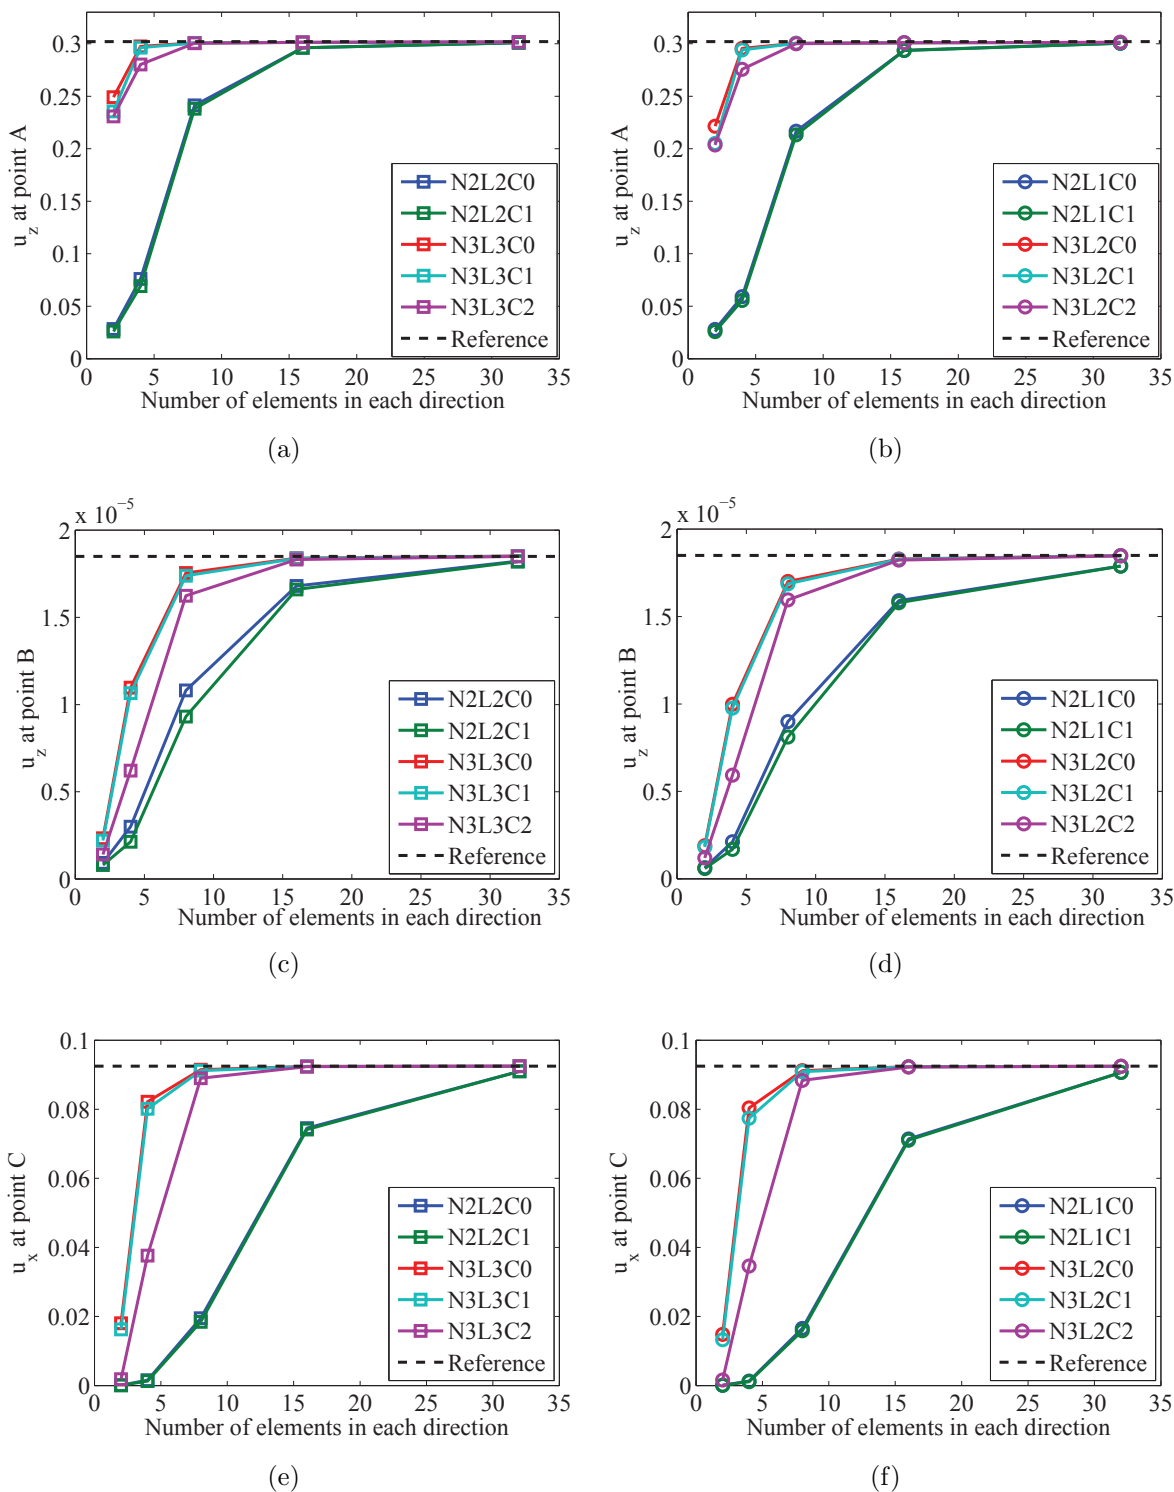 0.3
0.25
0.2
0.15
0.1
0.05
0
u_z at point A
N2L2C0
N2L2C1
N3L3C0
N3L3C1
N3L3C2
Reference
0 5 10 15 20 25 30 35
Number of elements in each direction
(a)
0.3
0.25
0.2
0.15
0.1
0.05
0
u_z at point A
N2L1C0
N2L1C1
N3L2C0
N3L2C1
N3L2C2
Reference
0 5 10 15 20 25 30 35
Number of elements in each direction
(b)
x 10^−5
2
1.5
1
0.5
0
u_z at point B
N2L2C0
N2L2C1
N3L3C0
N3L3C1
N3L3C2
Reference
0 5 10 15 20 25 30 35
Number of elements in each direction
(c)
x 10^−5
2
1.5
1
0.5
0
u_z at point B
N2L1C0
N2L1C1
N3L2C0
N3L2C1
N3L2C2
Reference
0 5 10 15 20 25 30 35
Number of elements in each direction
(d)
0.1
0.08
0.06
0.04
0.02
0
u_x at point C
N2L2C0
N2L2C1
N3L3C0
N3L3C1
N3L3C2
Reference
0 5 10 15 20 25 30 35
Number of elements in each direction
(e)
0.1
0.08
0.06
0.04
0.02
0
u_x at point C
N2L1C0
N2L1C1
N3L2C0
N3L2C1
N3L2C2
Reference
0 5 10 15 20 25 30 35
Number of elements in each direction
(f)